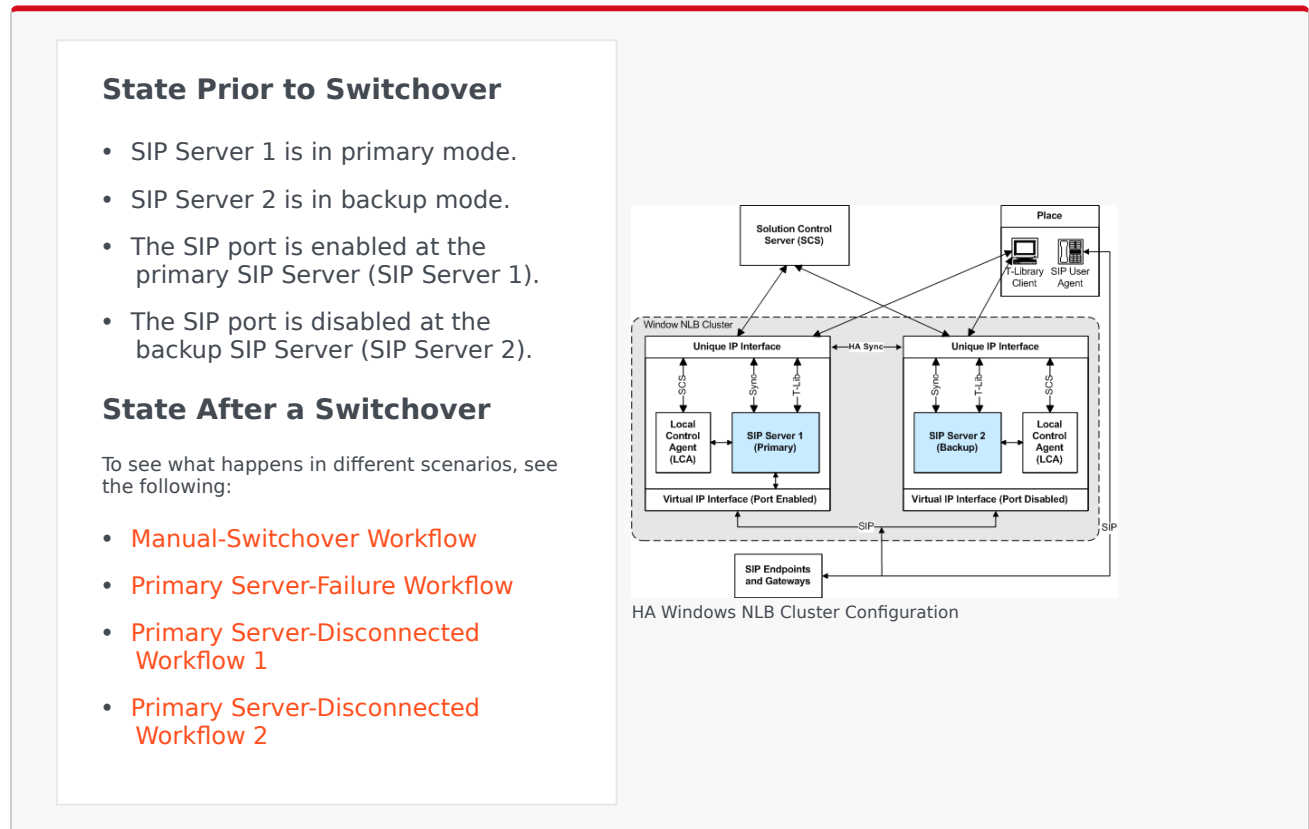 State Prior to Switchover
• SIP Server 1 is in primary mode.
• SIP Server 2 is in backup mode.
• The SIP port is enabled at the
primary SIP Server (SIP Server 1).
• The SIP port is disabled at the
backup SIP Server (SIP Server 2).
State After a Switchover
To see what happens in different scenarios, see
the following:
• Manual-Switchover Workflow
• Primary Server-Failure Workflow
• Primary Server-Disconnected
Workflow 1
• Primary Server-Disconnected
Workflow 2
Solution Control
Server (SCS)
Place
T-Library
Client
SIP User
Agent
Window NLB Cluster
Unique IP Interface
HA Sync
Unique IP Interface
SCS
Sync
T-Lib
Sync
T-Lib
SCS
Local
Control
Agent
(LCA)
SIP Server 1
(Primary)
SIP Server 2
(Backup)
Local
Control
Agent
(LCA)
Virtual IP Interface (Port Enabled)
Virtual IP Interface (Port Disabled)
SIP
SIP
SIP Endpoints
and Gateways
HA Windows NLB Cluster Configuration